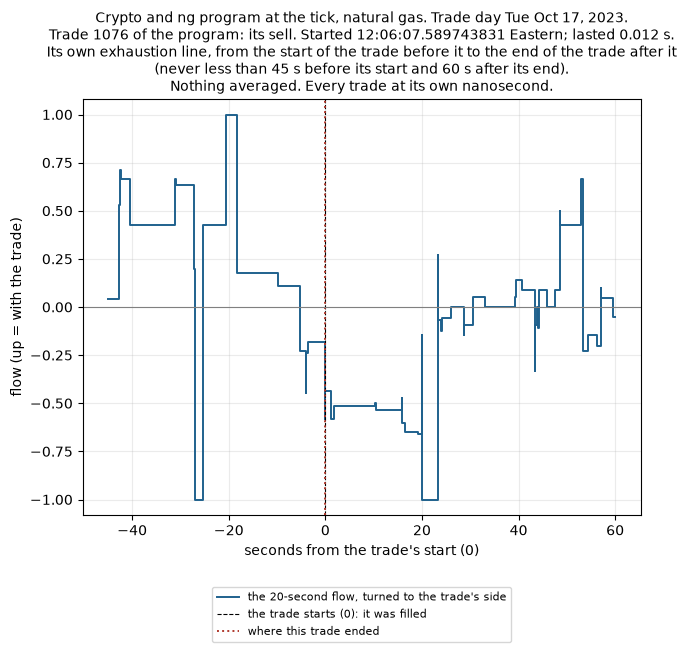 Crypto and ng program at the tick, natural gas. Trade day Tue Oct 17, 2023.
Trade 1076 of the program: its sell. Started 12:06:07.589743831 Eastern; lasted 0.012 s.
Its own exhaustion line, from the start of the trade before it to the end of the trade after it
(never less than 45 s before its start and 60 s after its end).
Nothing averaged. Every trade at its own nanosecond.
1.00
0.75
0.50
0.25
0.00
−0.25
−0.50
−0.75
−1.00
flow (up = with the trade)
−40
−20
0
20
40
60
seconds from the trade's start (0)
the 20-second flow, turned to the trade's side
the trade starts (0): it was filled
where this trade ended